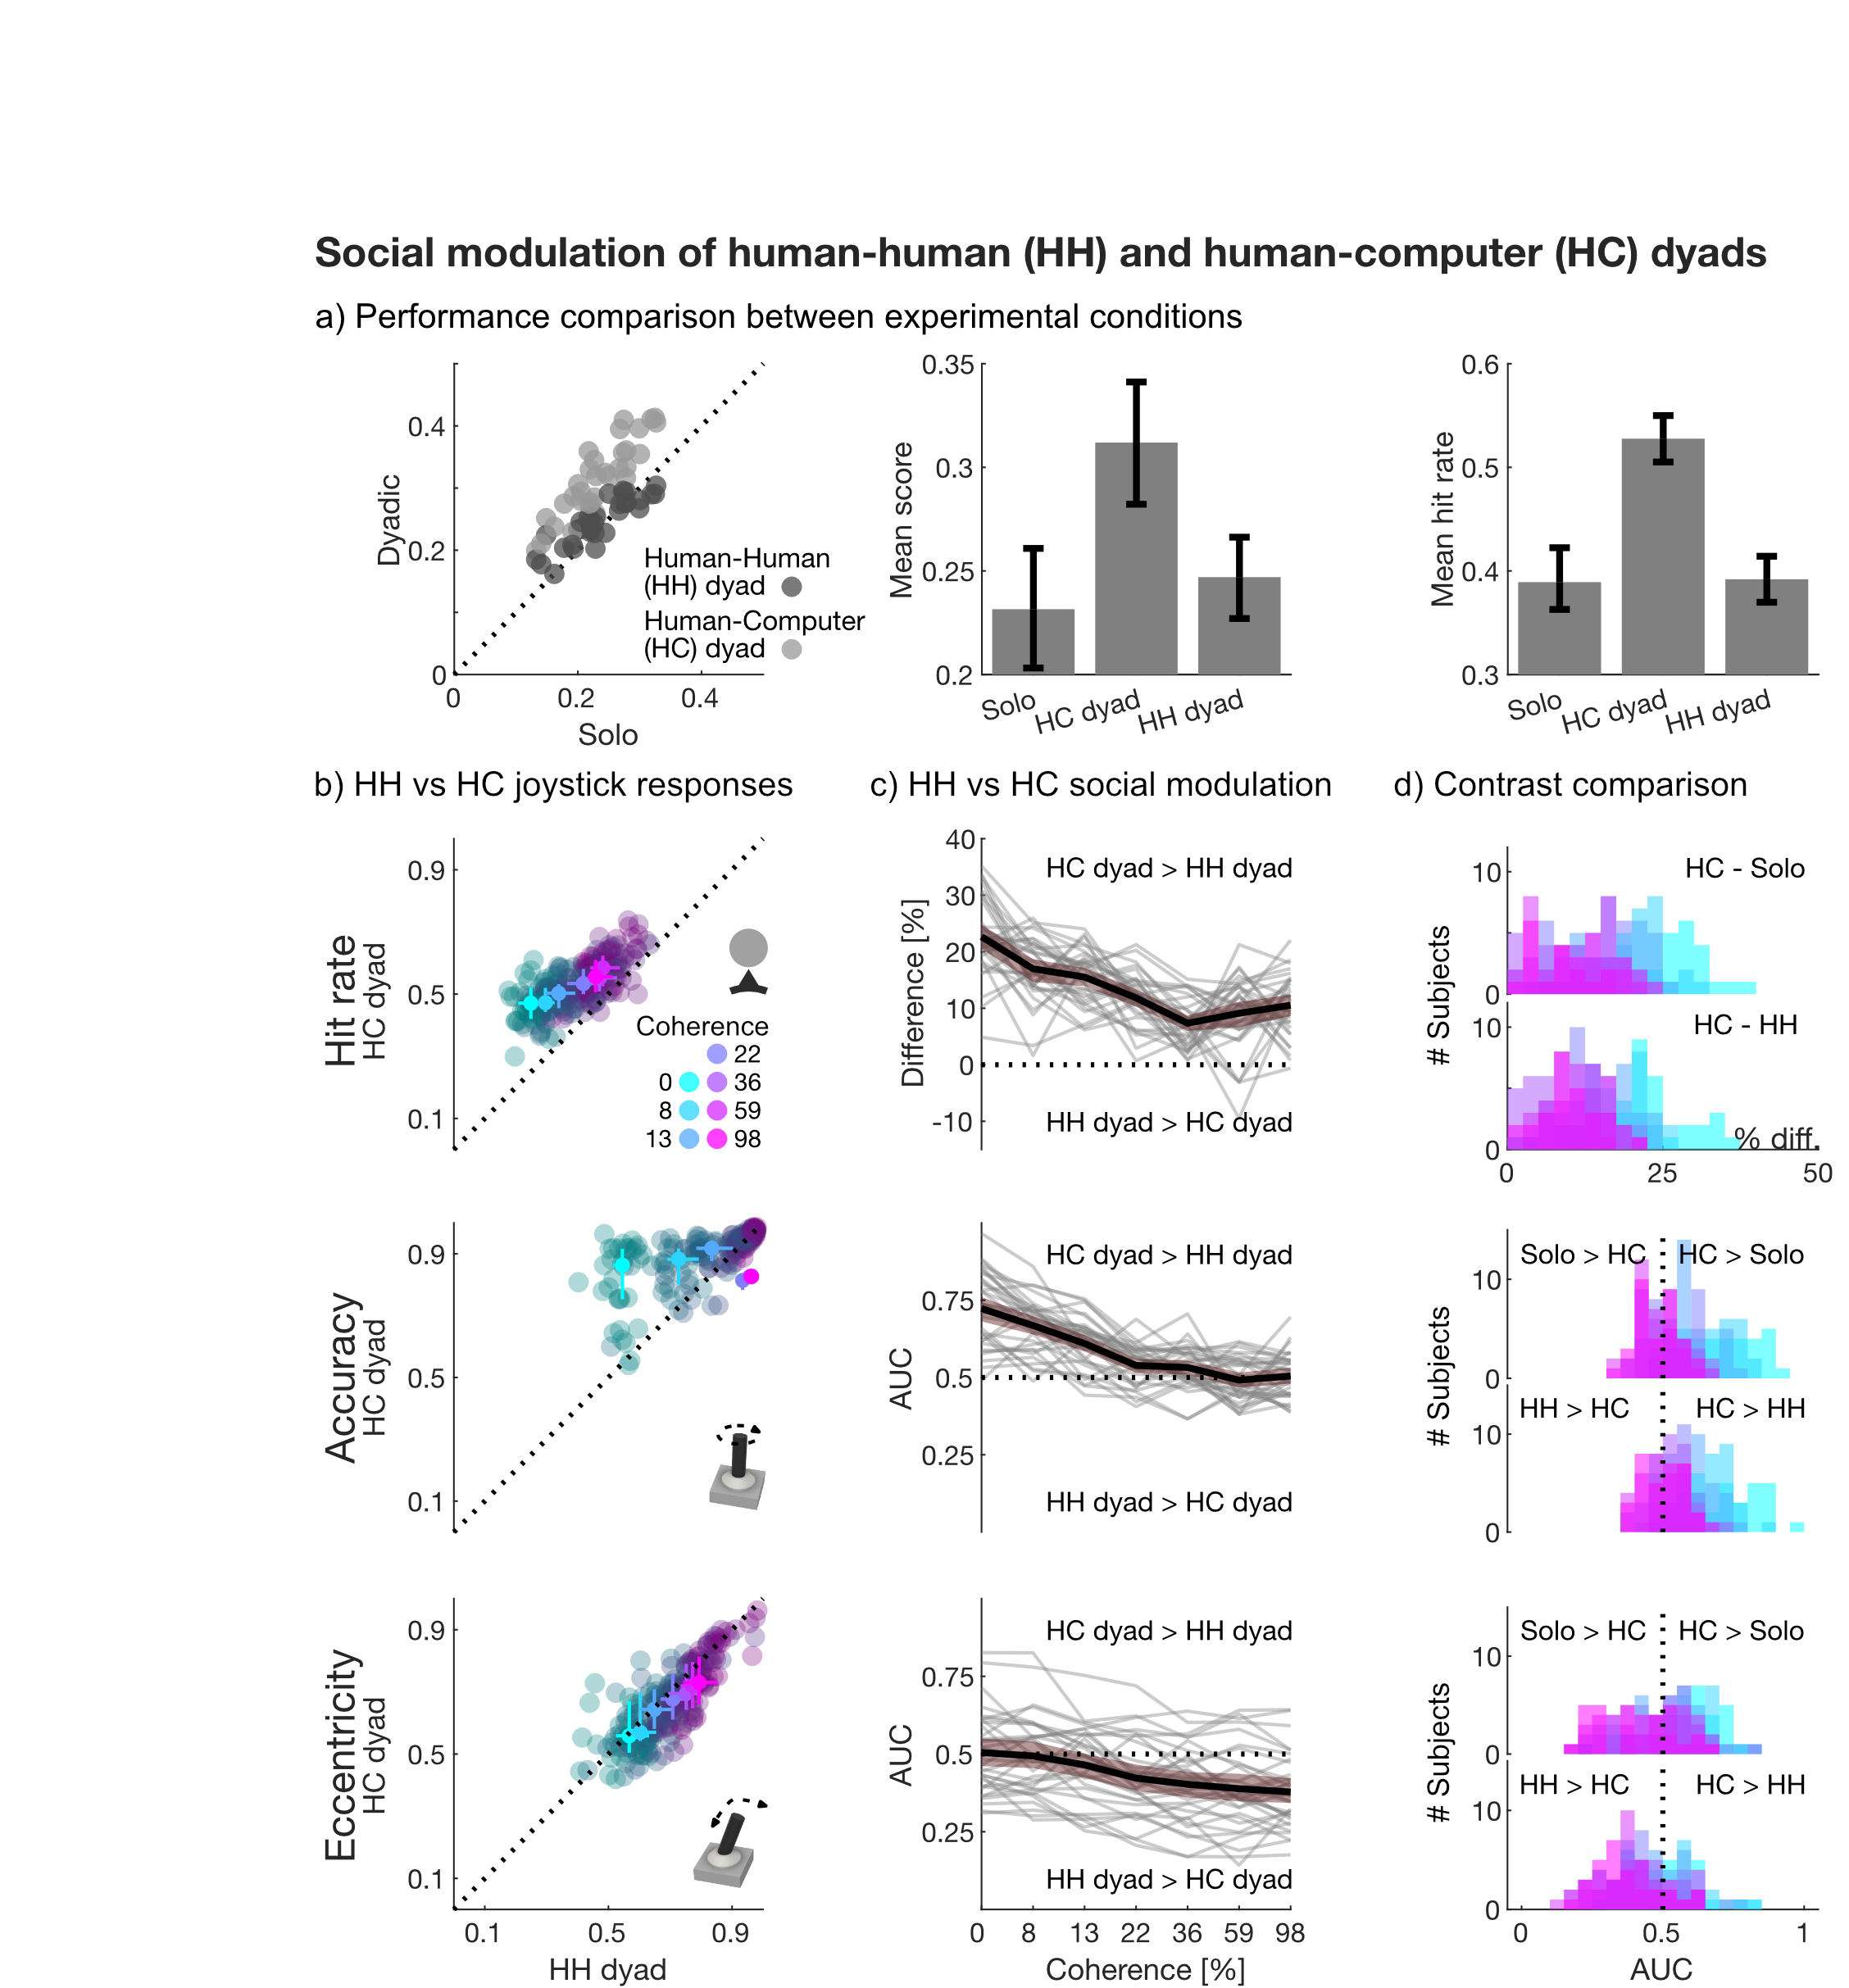 Social modulation of human-human (HH) and human-computer (HC) dyads
a) Performance comparison between experimental conditions
Dyadic
0.4
0.2
0
0
0.2
0.4
Solo
Human-Human
(HH) dyad
Human-Computer
(HC) dyad
Mean score
0.35
0.3
0.25
0.2
Solo
HC dyad
HH dyad
Mean hit rate
0.6
0.5
0.4
0.3
Solo
HC dyad
HH dyad
b) HH vs HC joystick responses
Hit rate
HC dyad
0.9
0.5
0.1
Coherence
22
0 36
8 59
13 98
Accuracy
HC dyad
0.9
0.5
0.1
Eccentricity
HC dyad
0.9
0.5
0.1
0.1
0.5
0.9
HH dyad
c) HH vs HC social modulation
Difference [%]
40
30
20
10
0
-10
HC dyad > HH dyad
HH dyad > HC dyad
AUC
0.75
0.5
0.25
HC dyad > HH dyad
HH dyad > HC dyad
AUC
0.75
0.5
0.25
HC dyad > HH dyad
HH dyad > HC dyad
0 8 13 22 36 59 98
Coherence [%]
d) Contrast comparison
# Subjects
10
0
HC - Solo
10
0
HC - HH
% diff.
0
25
50
# Subjects
10
0
Solo > HC
HC > Solo
10
0
HH > HC
HC > HH
# Subjects
10
0
Solo > HC
HC > Solo
10
0
HH > HC
HC > HH
0
0.5
1
AUC